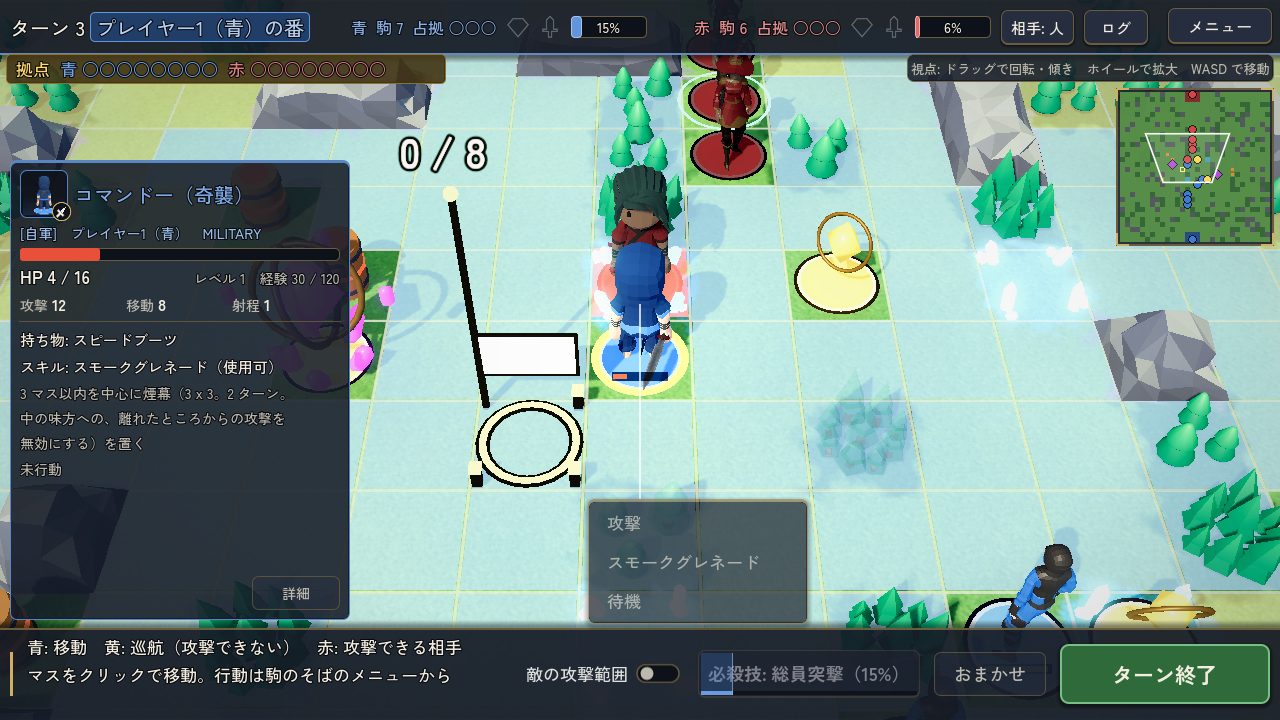 ターン 3 プレイヤー1（青）の番 青 駒 7 占拠 〇〇〇 15% 赤 駒 6 占拠 〇〇〇 6% 相手: 人 ログ メニュー
拠点 青 〇〇〇〇〇〇〇〇 赤 〇〇〇〇〇〇〇〇
視点: ドラッグで回転・傾き ホイールで拡大 WASD で移動
0 / 8
コマンドー（奇襲）
[自軍] プレイヤー1（青） MILITARY
HP 4 / 16 レベル 1 経験 30 / 120
攻撃 12 移動 8 射程 1
持ち物: スピードブーツ
スキル: スモークグレネード（使用可）
3 マス以内を中心に煙幕（3 x 3。2 ターン。
中の味方への、離れたところからの攻撃を
無効にする）を置く
未行動
詳細
攻撃
スモークグレネード
待機
青: 移動 黄: 巡航（攻撃できない） 赤: 攻撃できる相手
マスをクリックで移動。行動は駒のそばのメニューから
敵の攻撃範囲
必殺技: 総員突撃（15%）
おまかせ
ターン終了